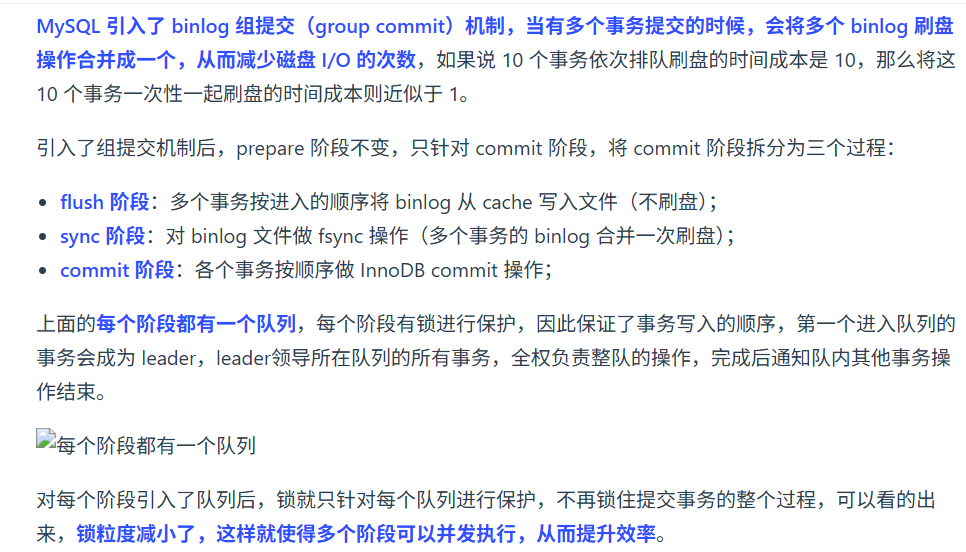 MySQL 引入了 binlog 组提交（group commit）机制，当有多个事务提交的时候，会将多个 binlog 刷盘
操作合并成一个，从而减少磁盘 I/O 的次数，如果说 10 个事务依次排队刷盘的时间成本是 10，那么将这
10 个事务一次性一起刷盘的时间成本则近似于 1。
引入了组提交机制后，prepare 阶段不变，只针对 commit 阶段，将 commit 阶段拆分为三个过程：
• flush 阶段：多个事务按进入的顺序将 binlog 从 cache 写入文件（不刷盘）；
• sync 阶段：对 binlog 文件做 fsync 操作（多个事务的 binlog 合并一次刷盘）；
• commit 阶段：各个事务按顺序做 InnoDB commit 操作；
上面的每个阶段都有一个队列，每个阶段有锁进行保护，因此保证了事务写入的顺序，第一个进入队列的
事务会成为 leader，leader领导所在队列的所有事务，全权负责整队的操作，完成后通知队内其他事务操
作结束。
每个阶段都有一个队列
对每个阶段引入了队列后，锁就只针对每个队列进行保护，不再锁住提交事务的整个过程，可以看的出
来，锁粒度减小了，这样就使得多个阶段可以并发执行，从而提升效率。